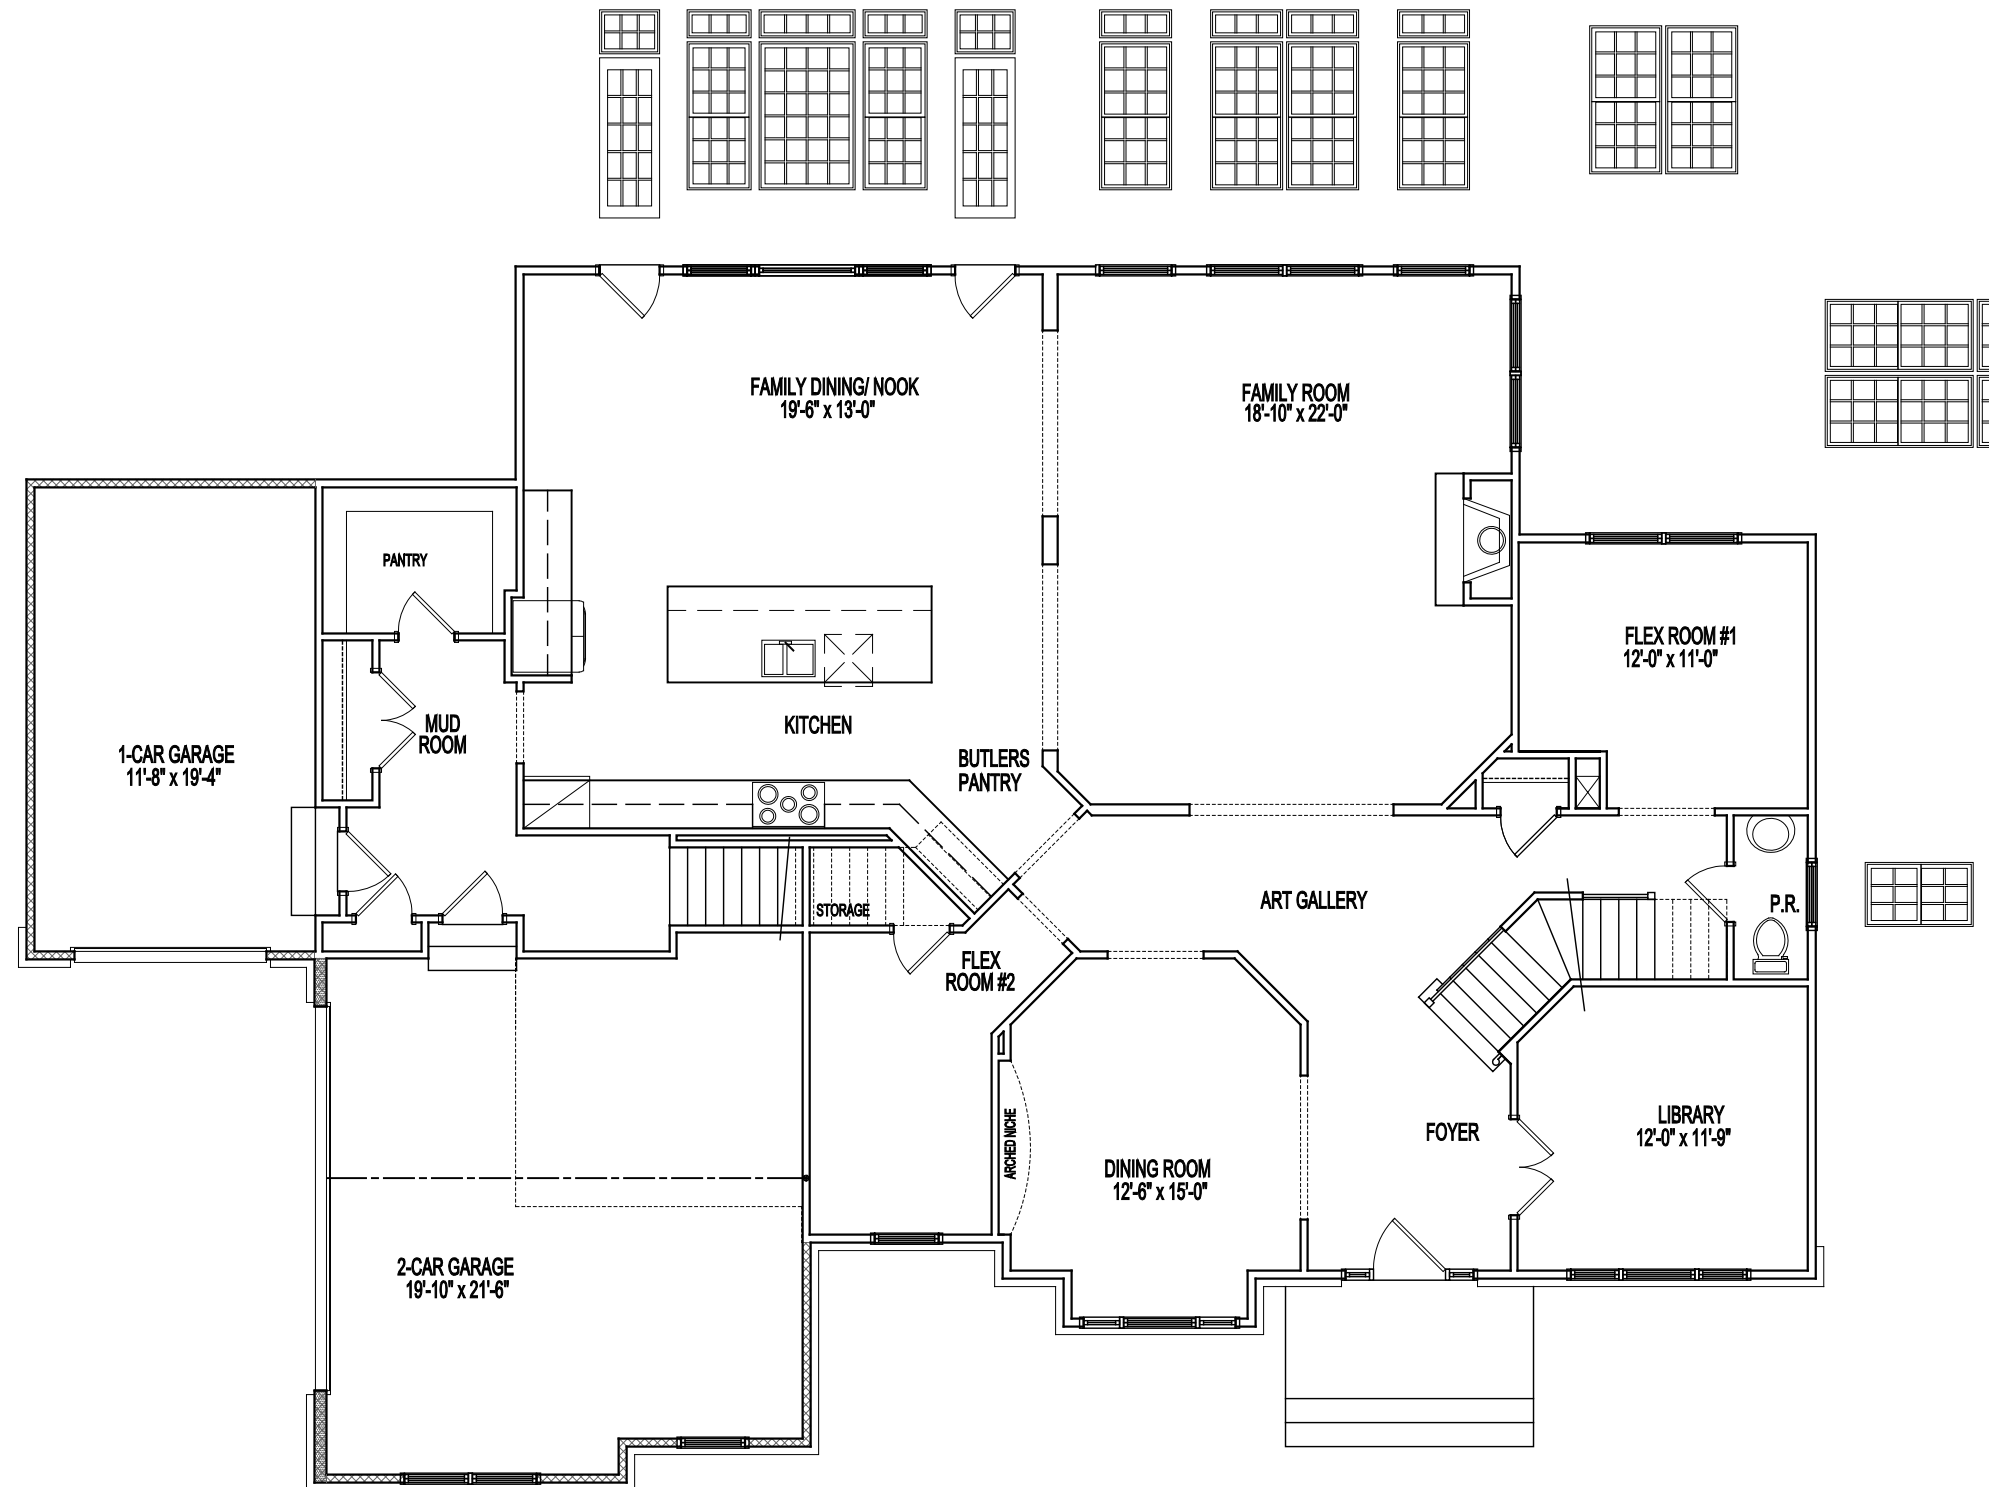 FAMILY DINING/ NOOK
19'-6" x 13'-0"
FAMILY ROOM
18'-10" x 22'-0"
PANTRY
FLEX ROOM #1
12'-0" x 11'-0"
MUD
ROOM
KITCHEN
1-CAR GARAGE
11'-8" x 19'-4"
BUTLERS
PANTRY
ART GALLERY
P.R.
STORAGE
FLEX
ROOM #2
ARCHED NICHE
FOYER
LIBRARY
12'-0" x 11'-9"
DINING ROOM
12'-6" x 15'-0"
2-CAR GARAGE
19'-10" x 21'-6"